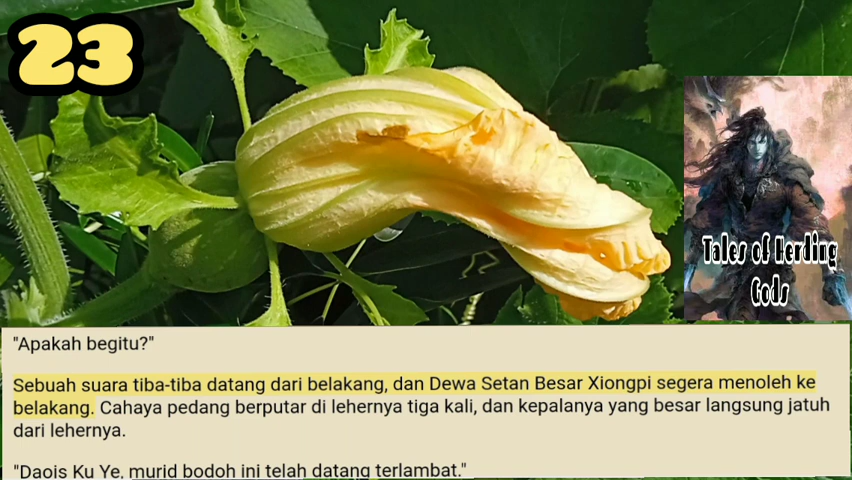 23
Tales of Herding
Gods
"Apakah begitu?"
Sebuah suara tiba-tiba datang dari belakang, dan Dewa Setan Besar Xiongpi segera menoleh ke
belakang. Cahaya pedang berputar di lehernya tiga kali, dan kepalanya yang besar langsung jatuh
dari lehernya.
"Daois Ku Ye, murid bodoh ini telah datang terlambat."